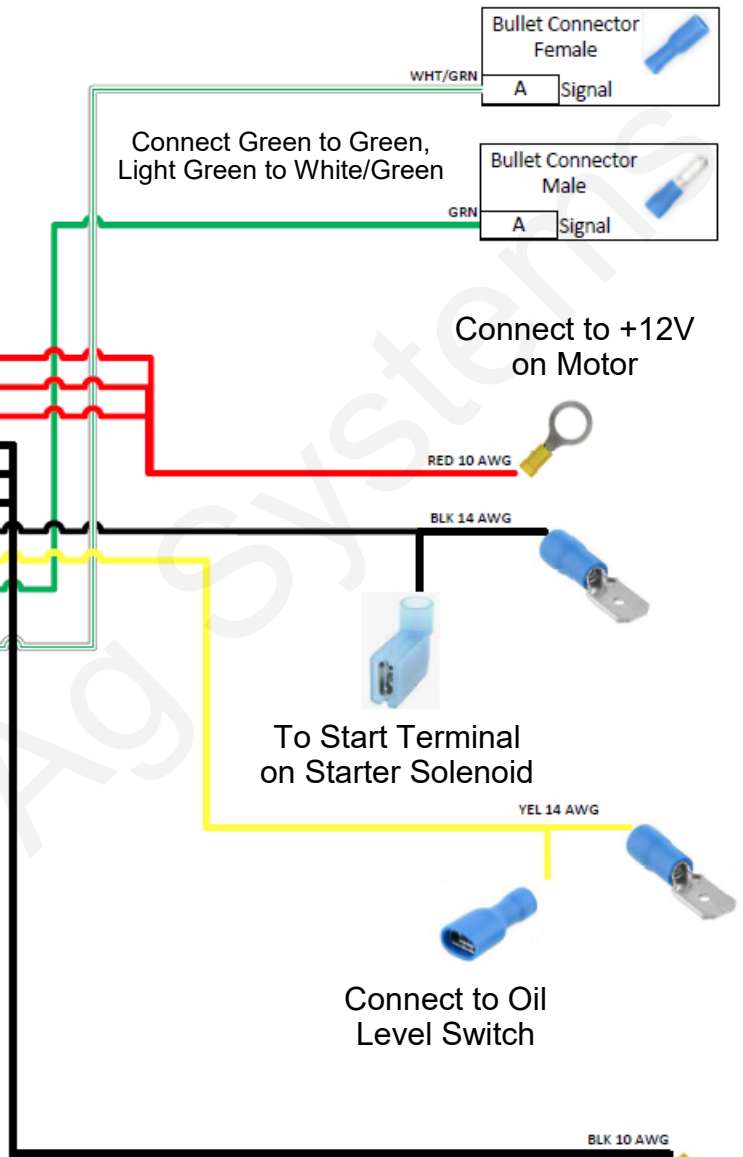 Bullet Connector
Female
WHT/GRN
A
Signal
Connect Green to Green,
Light Green to White/Green
Bullet Connector
Male
GRN
A
Signal
Connect to +12V
on Motor
RED 10 AWG
BLK 14 AWG
To Start Terminal
on Starter Solenoid
YEL 14 AWG
Connect to Oil
Level Switch
BLK 10 AWG
Ag Systems